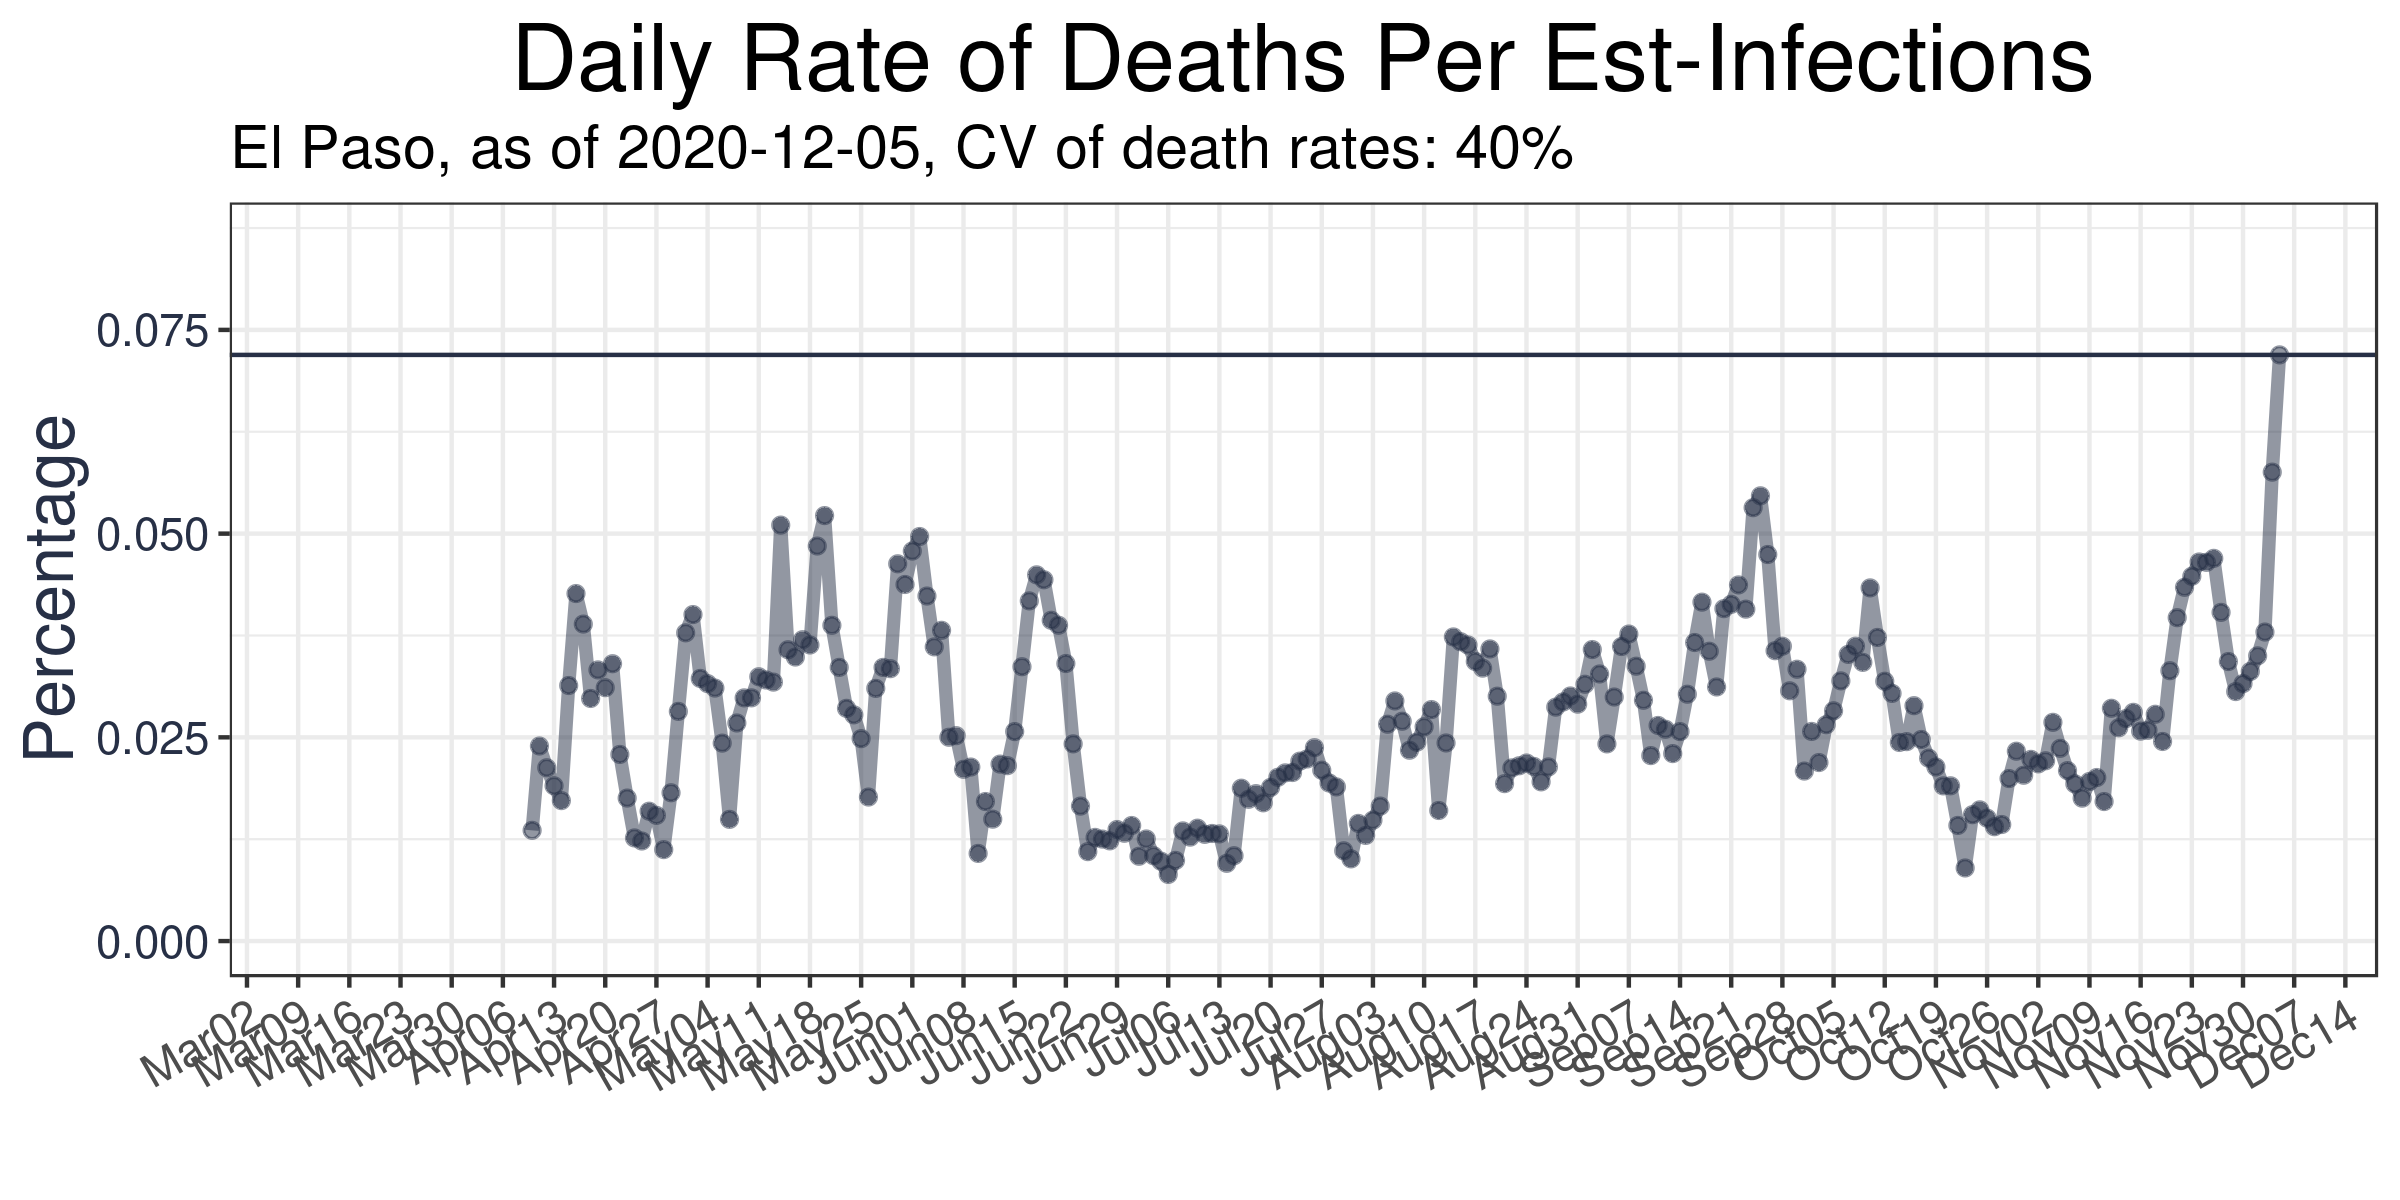 Daily Rate of Deaths Per Est-Infections
El Paso, as of 2020-12-05, CV of death rates: 40%
Percentage
0.075
0.050
0.025
0.000
Mar02
Mar09
Mar16
Mar23
Mar30
Apr06
Apr13
Apr20
Apr27
May04
May11
May18
May25
Jun01
Jun08
Jun15
Jun22
Jun29
Jul06
Jul13
Jul20
Jul27
Aug03
Aug10
Aug17
Aug24
Aug31
Sep07
Sep14
Sep21
Sep28
Oct05
Oct12
Oct19
Oct26
Nov02
Nov09
Nov16
Nov23
Nov30
Dec07
Dec14